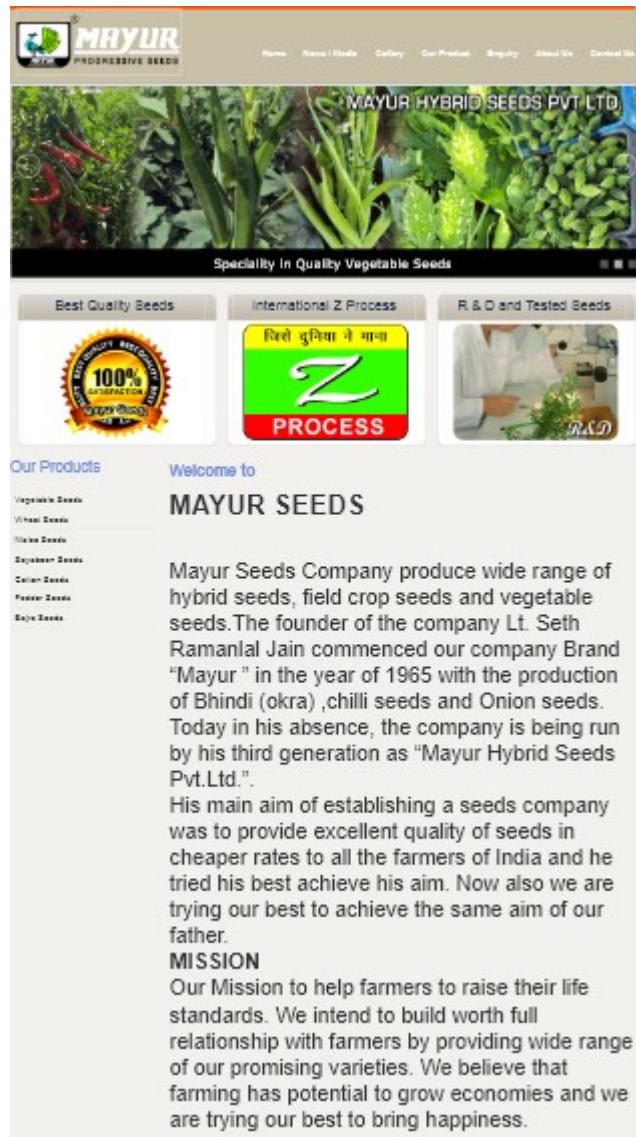 ®
MAYUR
PROGRESSIVE SEEDS
Home News / Media Gallery Our Product Enquiry About Us Contact Us
MAYUR HYBRID SEEDS PVT LTD.
Speciality in Quality Vegetable Seeds
Best Quality Seeds
International Z Process
R & D and Tested Seeds
BEST QUALITY
100%
SATISFACTION
जिसे दुनिया ने माना
Z
PROCESS
R&D
Our Products
Vegetable Seeds
Wheat Seeds
Maize Seeds
Soyabean Seeds
Cotton Seeds
Fodder Seeds
Bajra Seeds
Welcome to
MAYUR SEEDS
Mayur Seeds Company produce wide range of
hybrid seeds, field crop seeds and vegetable
seeds.The founder of the company Lt. Seth
Ramanlal Jain commenced our company Brand
“Mayur ” in the year of 1965 with the production
of Bhindi (okra) ,chilli seeds and Onion seeds.
Today in his absence, the company is being run
by his third generation as “Mayur Hybrid Seeds
Pvt.Ltd.”.
His main aim of establishing a seeds company
was to provide excellent quality of seeds in
cheaper rates to all the farmers of India and he
tried his best achieve his aim. Now also we are
trying our best to achieve the same aim of our
father.
MISSION
Our Mission to help farmers to raise their life
standards. We intend to build worth full
relationship with farmers by providing wide range
of our promising varieties. We believe that
farming has potential to grow economies and we
are trying our best to bring happiness.